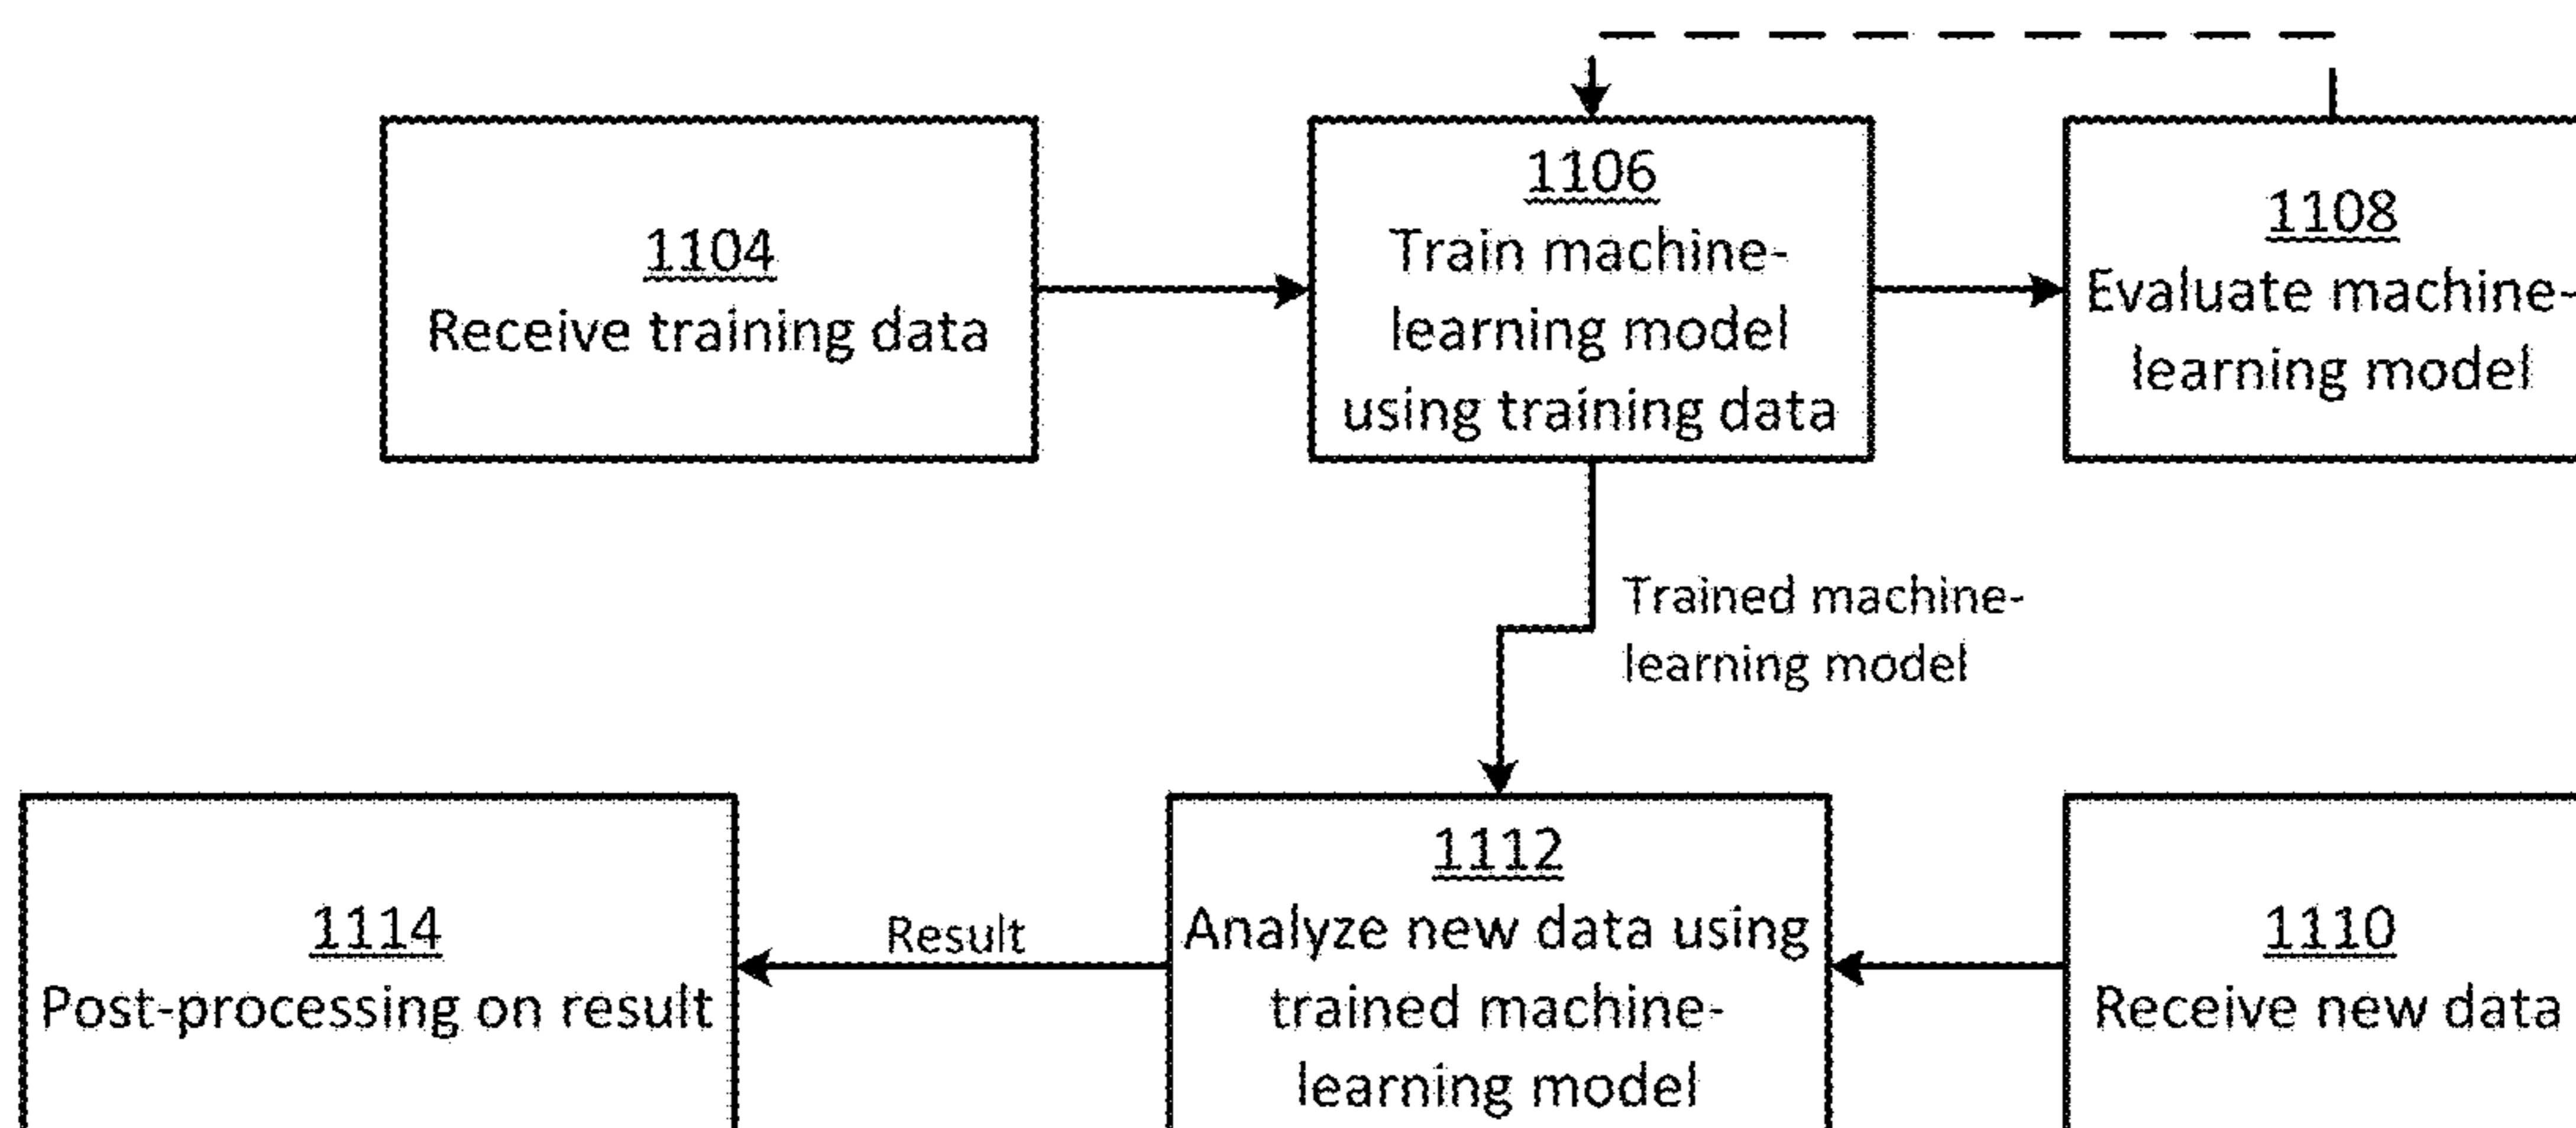 1104
Receive training data
1106
Train machine-
learning model
using training data
1108
Evaluate machine-
learning model
Trained machine-
learning model
1114
Post-processing on result
Result
1112
Analyze new data using
trained machine-
learning model
1110
Receive new data